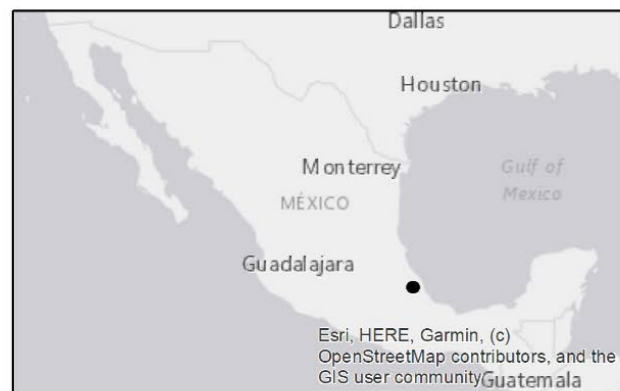 Dallas
Houston
Gulf of
Mexico
Monterrey
MÉXICO
Guadalajara
Esri, HERE, Garmin, (c)
OpenStreetMap contributors, and the
GIS user community
Guatemala